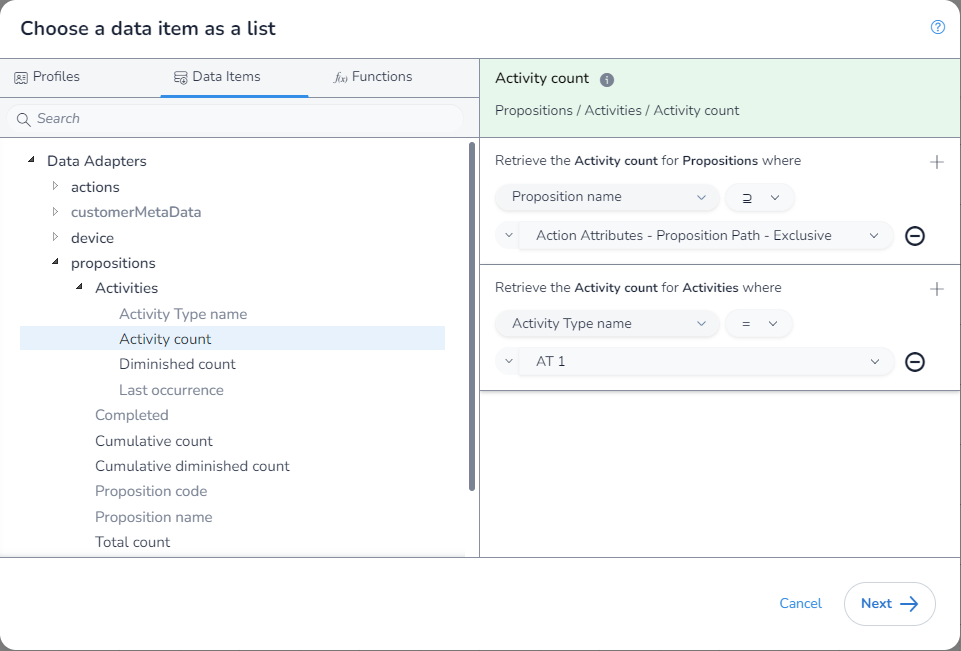 Choose a data item as a list
?
Profiles
Data Items
f(x) Functions
Search
Data Adapters
actions
customerMetaData
device
propositions
Activities
Activity Type name
Activity count
Diminished count
Last occurrence
Completed
Cumulative count
Cumulative diminished count
Proposition code
Proposition name
Total count
Activity count i
Propositions / Activities / Activity count
Retrieve the Activity count for Propositions where
Proposition name ⊇
Action Attributes - Proposition Path - Exclusive
Retrieve the Activity count for Activities where
Activity Type name =
AT 1
Cancel
Next